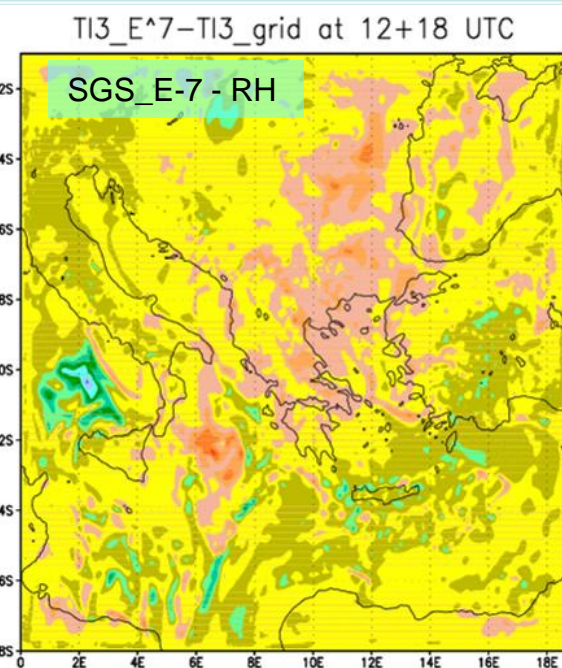 TI3_E^7-TI3_grid at 12+18 UTC
SGS_E-7 - RH
2S
4S
6S
8S
0S
2S
4S
6S
8S
0 2E 4E 6E 8E 10E 12E 14E 16E 18E